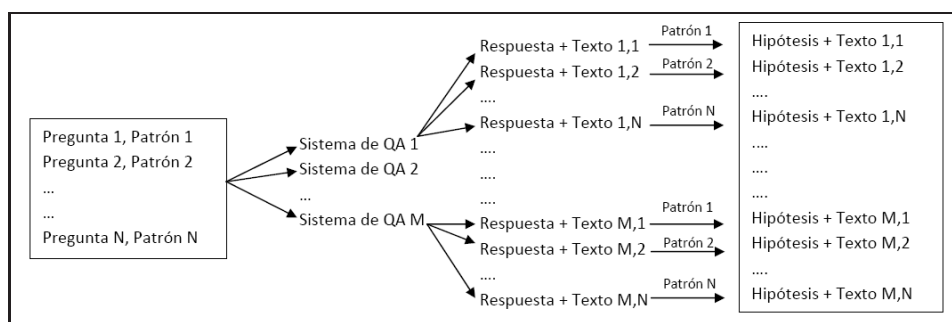 Pregunta 1, Patrón 1
Pregunta 2, Patrón 2
...
...
Pregunta N, Patrón N
Sistema de QA 1
Sistema de QA 2
...
Sistema de QA M
Respuesta + Texto 1,1
Respuesta + Texto 1,2
....
Respuesta + Texto 1,N
....
....
Respuesta + Texto M,1
Respuesta + Texto M,2
....
Respuesta + Texto M,N
Patrón 1
Patrón 2
Patrón N
Patrón 1
Patrón 2
Patrón N
Hipótesis + Texto 1,1
Hipótesis + Texto 1,2
....
Hipótesis + Texto 1,N
....
....
....
Hipótesis + Texto M,1
Hipótesis + Texto M,2
....
Hipótesis + Texto M,N